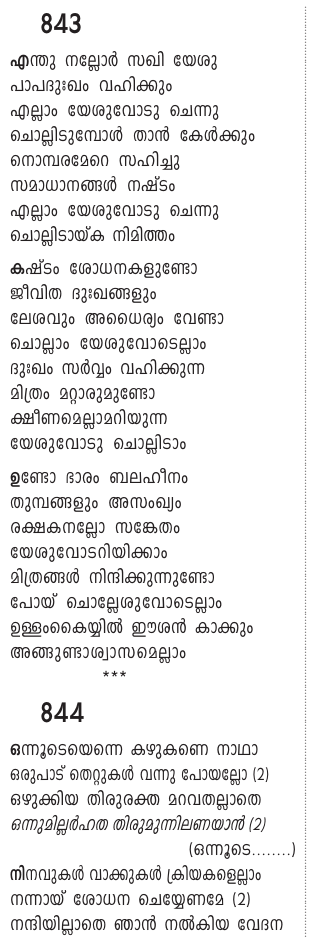 843
എന്തു നല്ലോർ സഖി യേശു
പാപദുഃഖം വഹിക്കും
എല്ലാം യേശുവോടു ചെന്നു
ചൊല്ലിടുമ്പോൾ താൻ കേൾക്കും
നൊമ്പരമേറെ സഹിച്ചു
സമാധാനങ്ങൾ നഷ്ടം
എല്ലാം യേശുവോടു ചെന്നു
ചൊല്ലിടായ്ക നിമിത്തം
കഷ്ടം ശോധനകളുണ്ടോ
ജീവിത ദുഃഖങ്ങളും
ലേശവും അധൈര്യം വേണ്ടാ
ചൊല്ലാം യേശുവോടെല്ലാം
ദുഃഖം സർവ്വം വഹിക്കുന്ന
മിത്രം മറ്റാരുമുണ്ടോ
ക്ഷീണമെല്ലാമറിയുന്ന
യേശുവോടു ചൊല്ലിടാം
ഉണ്ടോ ഭാരം ബലഹീനം
തുമ്പങ്ങളും അസംഖ്യം
രക്ഷകനല്ലോ സങ്കേതം
യേശുവോടറിയിക്കാം
മിത്രങ്ങൾ നിന്ദിക്കുന്നുണ്ടോ
പോയ് ചൊല്ലേശുവോടെല്ലാം
ഉള്ളംകൈയ്യിൽ ഈശൻ കാക്കും
അങ്ങുണ്ടാശ്വാസമെല്ലാം
***
844
ഒന്നൂടെയെന്നെ കഴുകണെ നാഥാ
ഒരുപാട് തെറ്റുകൾ വന്നു പോയല്ലോ (2)
ഒഴുക്കിയ തിരുരക്ത മറവതല്ലാതെ
ഒന്നുമില്ലർഹത തിരുമുന്നിലണയാൻ (2)
(ഒന്നൂടെ........)
നിനവുകൾ വാക്കുകൾ ക്രിയകളെല്ലാം
നന്നായ് ശോധന ചെയ്യേണമേ (2)
നന്ദിയില്ലാതെ ഞാൻ നൽകിയ വേദന